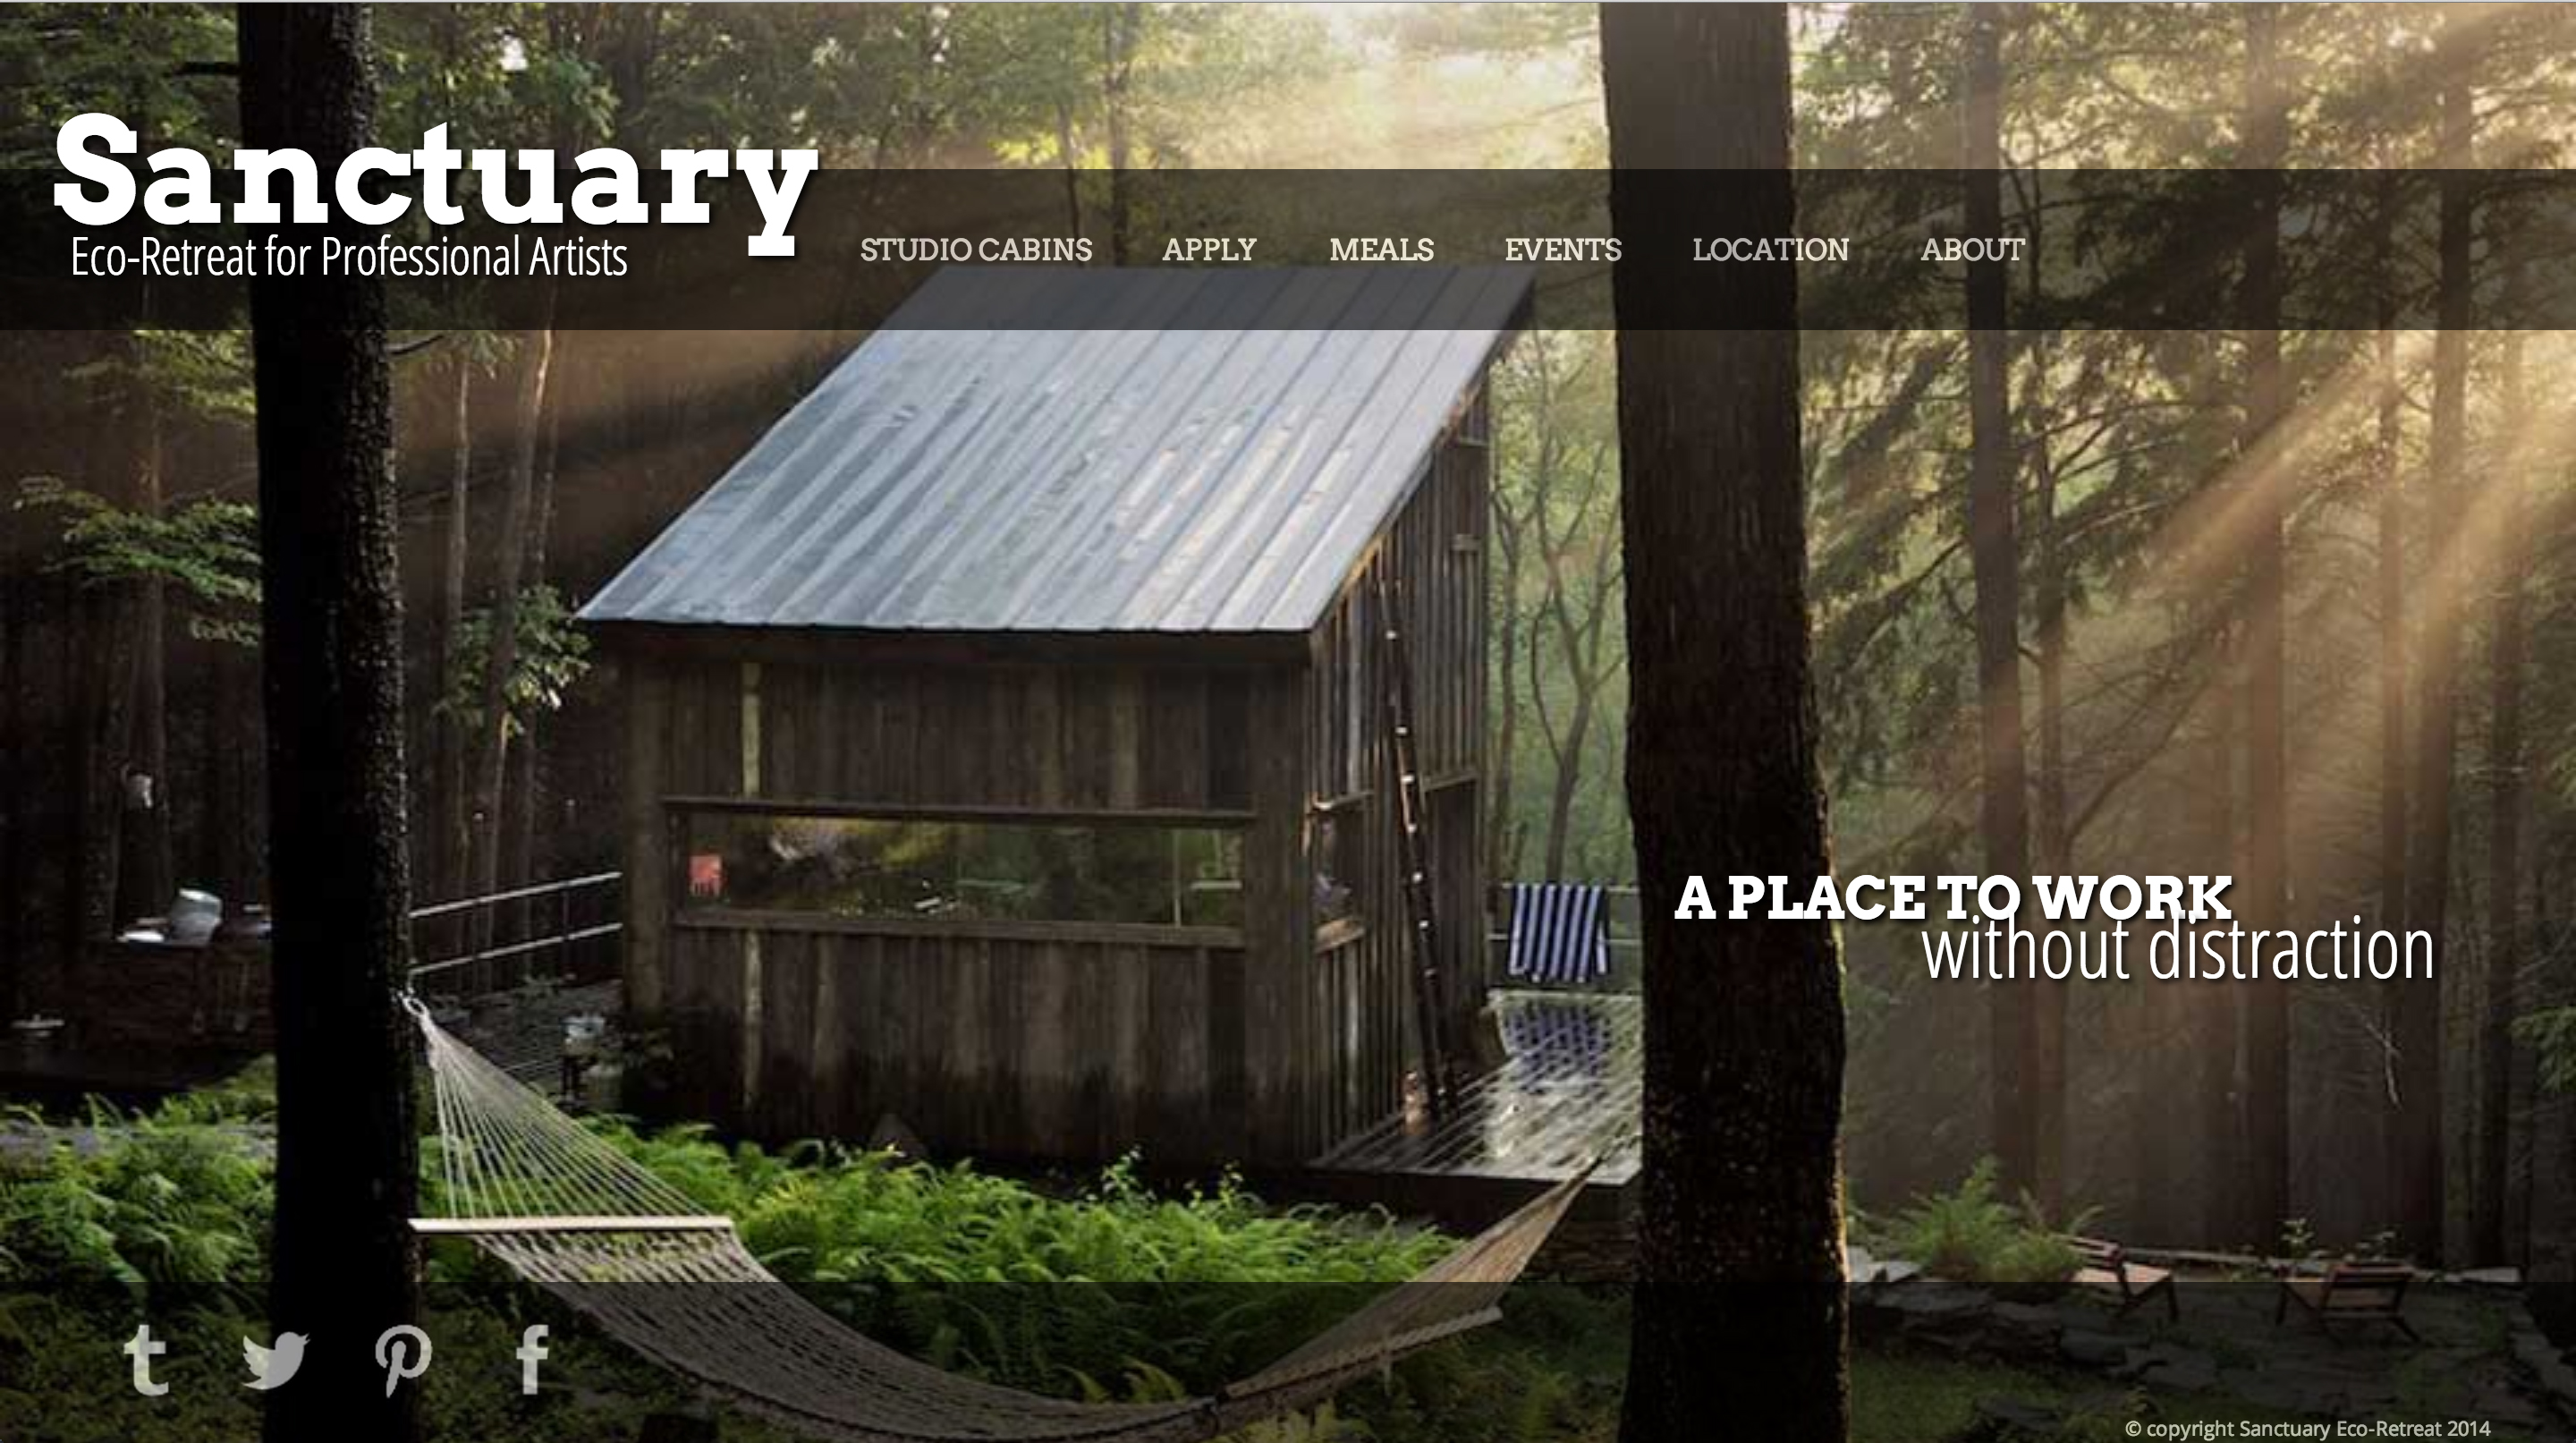 Sanctuary
Eco-Retreat for Professional Artists
STUDIO CABINS APPLY MEALS EVENTS LOCATION ABOUT
A PLACE TO WORK
without distraction
© copyright Sanctuary Eco-Retreat 2014